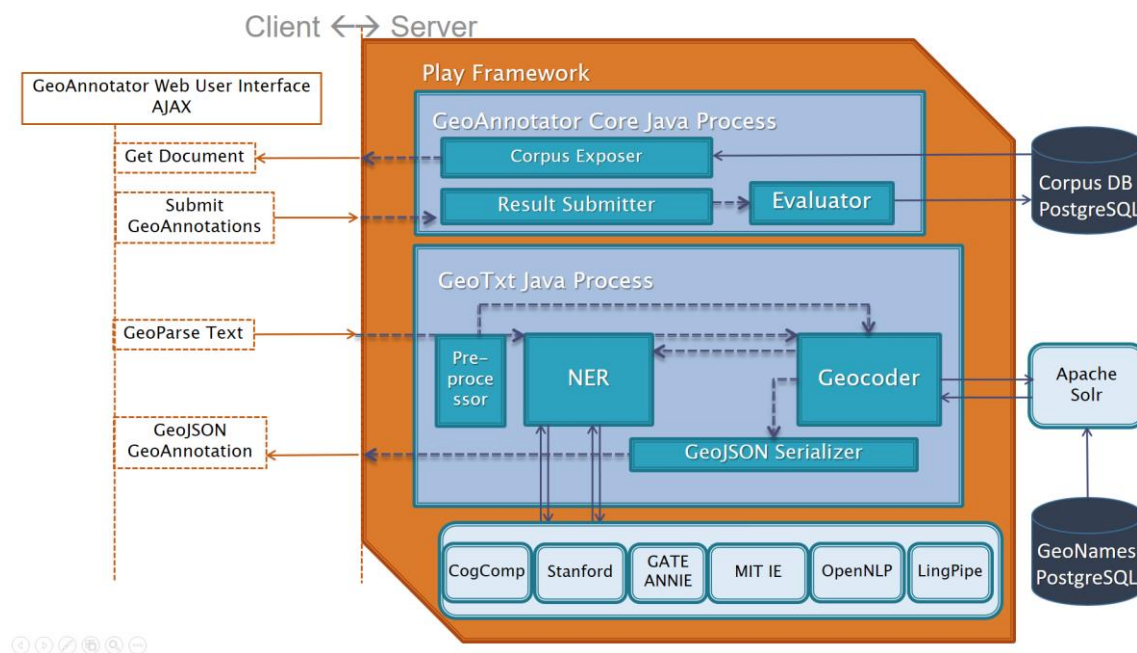 Client ←→ Server
GeoAnnotator Web User Interface
AJAX
Get Document
Submit
GeoAnnotations
GeoParse Text
GeoJSON
GeoAnnotation
Play Framework
GeoAnnotator Core Java Process
Corpus Exposer
Result Submitter
Evaluator
GeoTxt Java Process
Pre-
proce
ssor
NER
Geocoder
GeoJSON Serializer
CogComp
Stanford
GATE
ANNIE
MIT IE
OpenNLP
LingPipe
Corpus DB
PostgreSQL
Apache
Solr
GeoNames
PostgreSQL